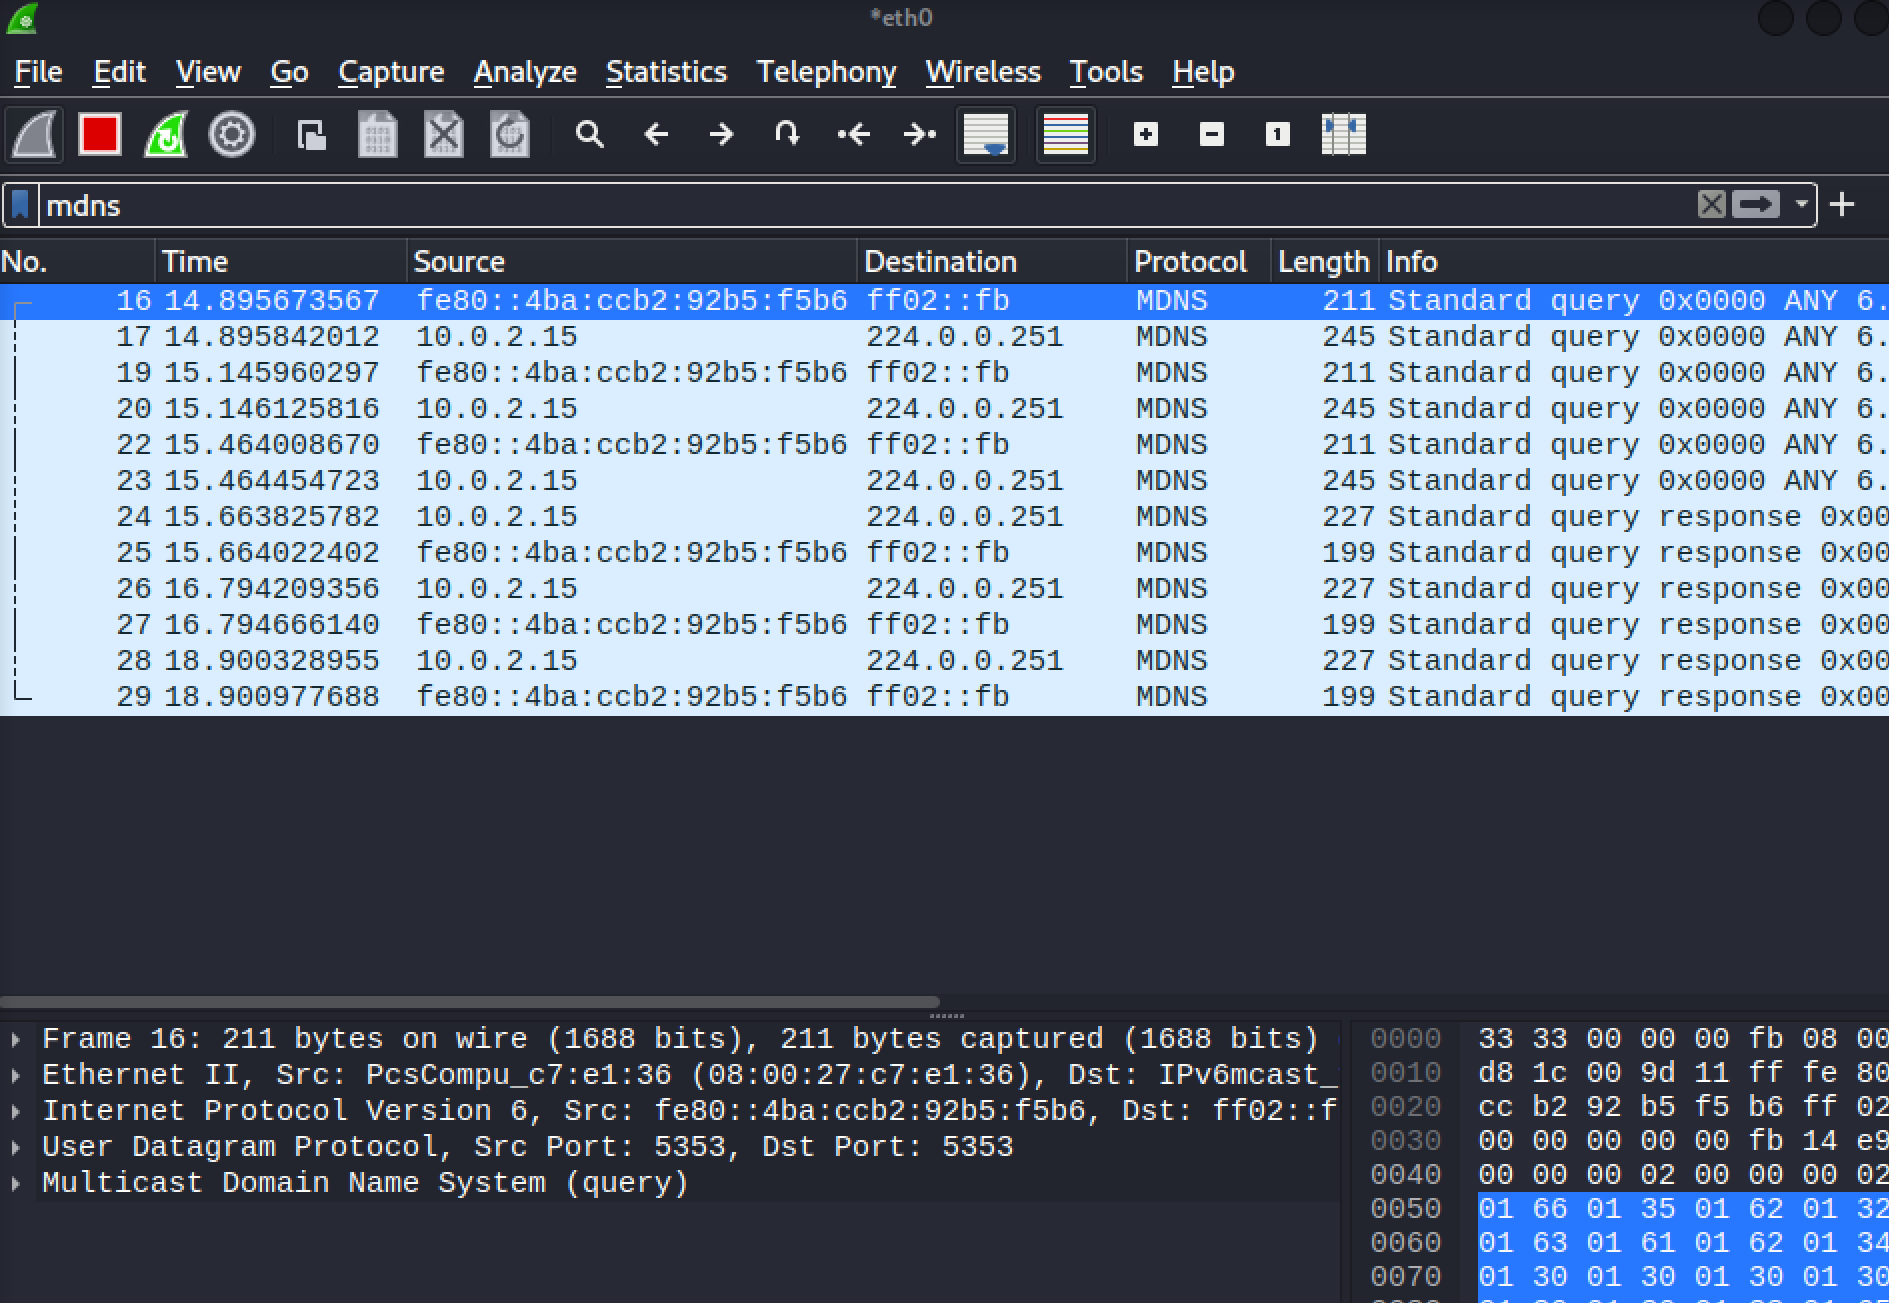 *eth0
File Edit View Go Capture Analyze Statistics Telephony Wireless Tools Help
mdns
No. Time Source Destination Protocol Length Info
16 14.895673567 fe80::4ba:ccb2:92b5:f5b6 ff02::fb MDNS 211 Standard query 0x0000 ANY 6.
17 14.895842012 10.0.2.15 224.0.0.251 MDNS 245 Standard query 0x0000 ANY 6.
19 15.145960297 fe80::4ba:ccb2:92b5:f5b6 ff02::fb MDNS 211 Standard query 0x0000 ANY 6.
20 15.146125816 10.0.2.15 224.0.0.251 MDNS 245 Standard query 0x0000 ANY 6.
22 15.464008670 fe80::4ba:ccb2:92b5:f5b6 ff02::fb MDNS 211 Standard query 0x0000 ANY 6.
23 15.464454723 10.0.2.15 224.0.0.251 MDNS 245 Standard query 0x0000 ANY 6.
24 15.663825782 10.0.2.15 224.0.0.251 MDNS 227 Standard query response 0x00
25 15.664022402 fe80::4ba:ccb2:92b5:f5b6 ff02::fb MDNS 199 Standard query response 0x00
26 16.794209356 10.0.2.15 224.0.0.251 MDNS 227 Standard query response 0x00
27 16.794666140 fe80::4ba:ccb2:92b5:f5b6 ff02::fb MDNS 199 Standard query response 0x00
28 18.900328955 10.0.2.15 224.0.0.251 MDNS 227 Standard query response 0x00
29 18.900977688 fe80::4ba:ccb2:92b5:f5b6 ff02::fb MDNS 199 Standard query response 0x00
Frame 16: 211 bytes on wire (1688 bits), 211 bytes captured (1688 bits)
Ethernet II, Src: PcsCompu_c7:e1:36 (08:00:27:c7:e1:36), Dst: IPv6mcast_
Internet Protocol Version 6, Src: fe80::4ba:ccb2:92b5:f5b6, Dst: ff02::f
User Datagram Protocol, Src Port: 5353, Dst Port: 5353
Multicast Domain Name System (query)
0000 33 33 00 00 00 fb 08 00
0010 d8 1c 00 9d 11 ff fe 80
0020 cc b2 92 b5 f5 b6 ff 02
0030 00 00 00 00 00 fb 14 e9
0040 00 00 00 02 00 00 00 02
0050 01 66 01 35 01 62 01 32
0060 01 63 01 61 01 62 01 34
0070 01 30 01 30 01 30 01 30